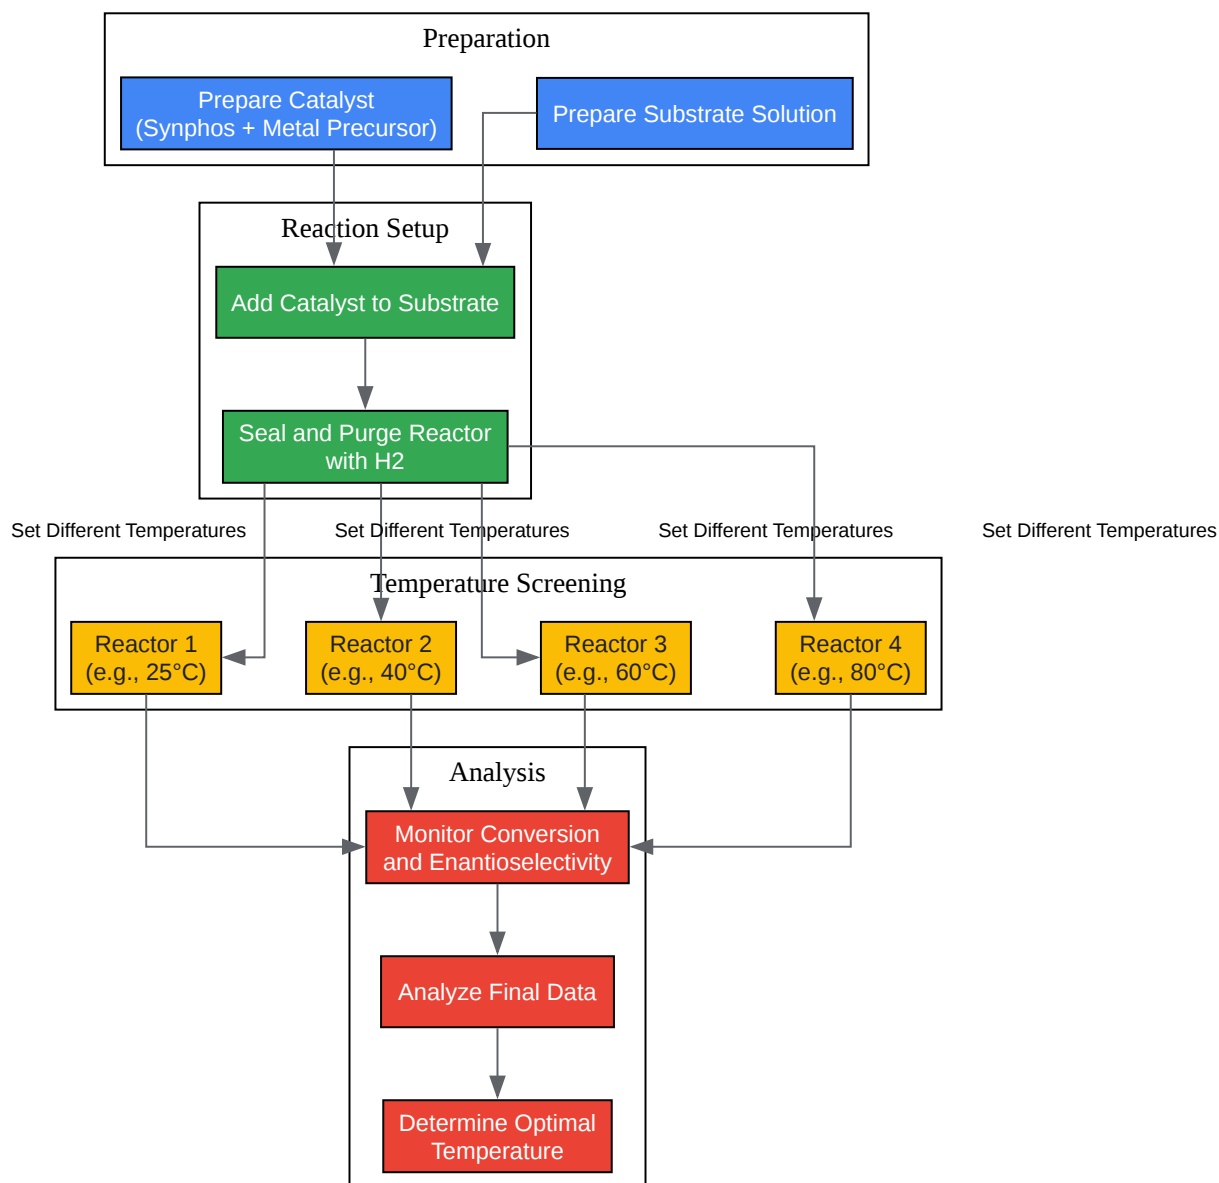 Preparation
Prepare Catalyst
(Synphos + Metal Precursor)
Prepare Substrate Solution
Reaction Setup
Add Catalyst to Substrate
Seal and Purge Reactor
with H2
Set Different Temperatures
Set Different Temperatures
Set Different Temperatures
Set Different Temperatures
Temperature Screening
Reactor 1
(e.g., 25°C)
Reactor 2
(e.g., 40°C)
Reactor 3
(e.g., 60°C)
Reactor 4
(e.g., 80°C)
Analysis
Monitor Conversion
and Enantioselectivity
Analyze Final Data
Determine Optimal
Temperature